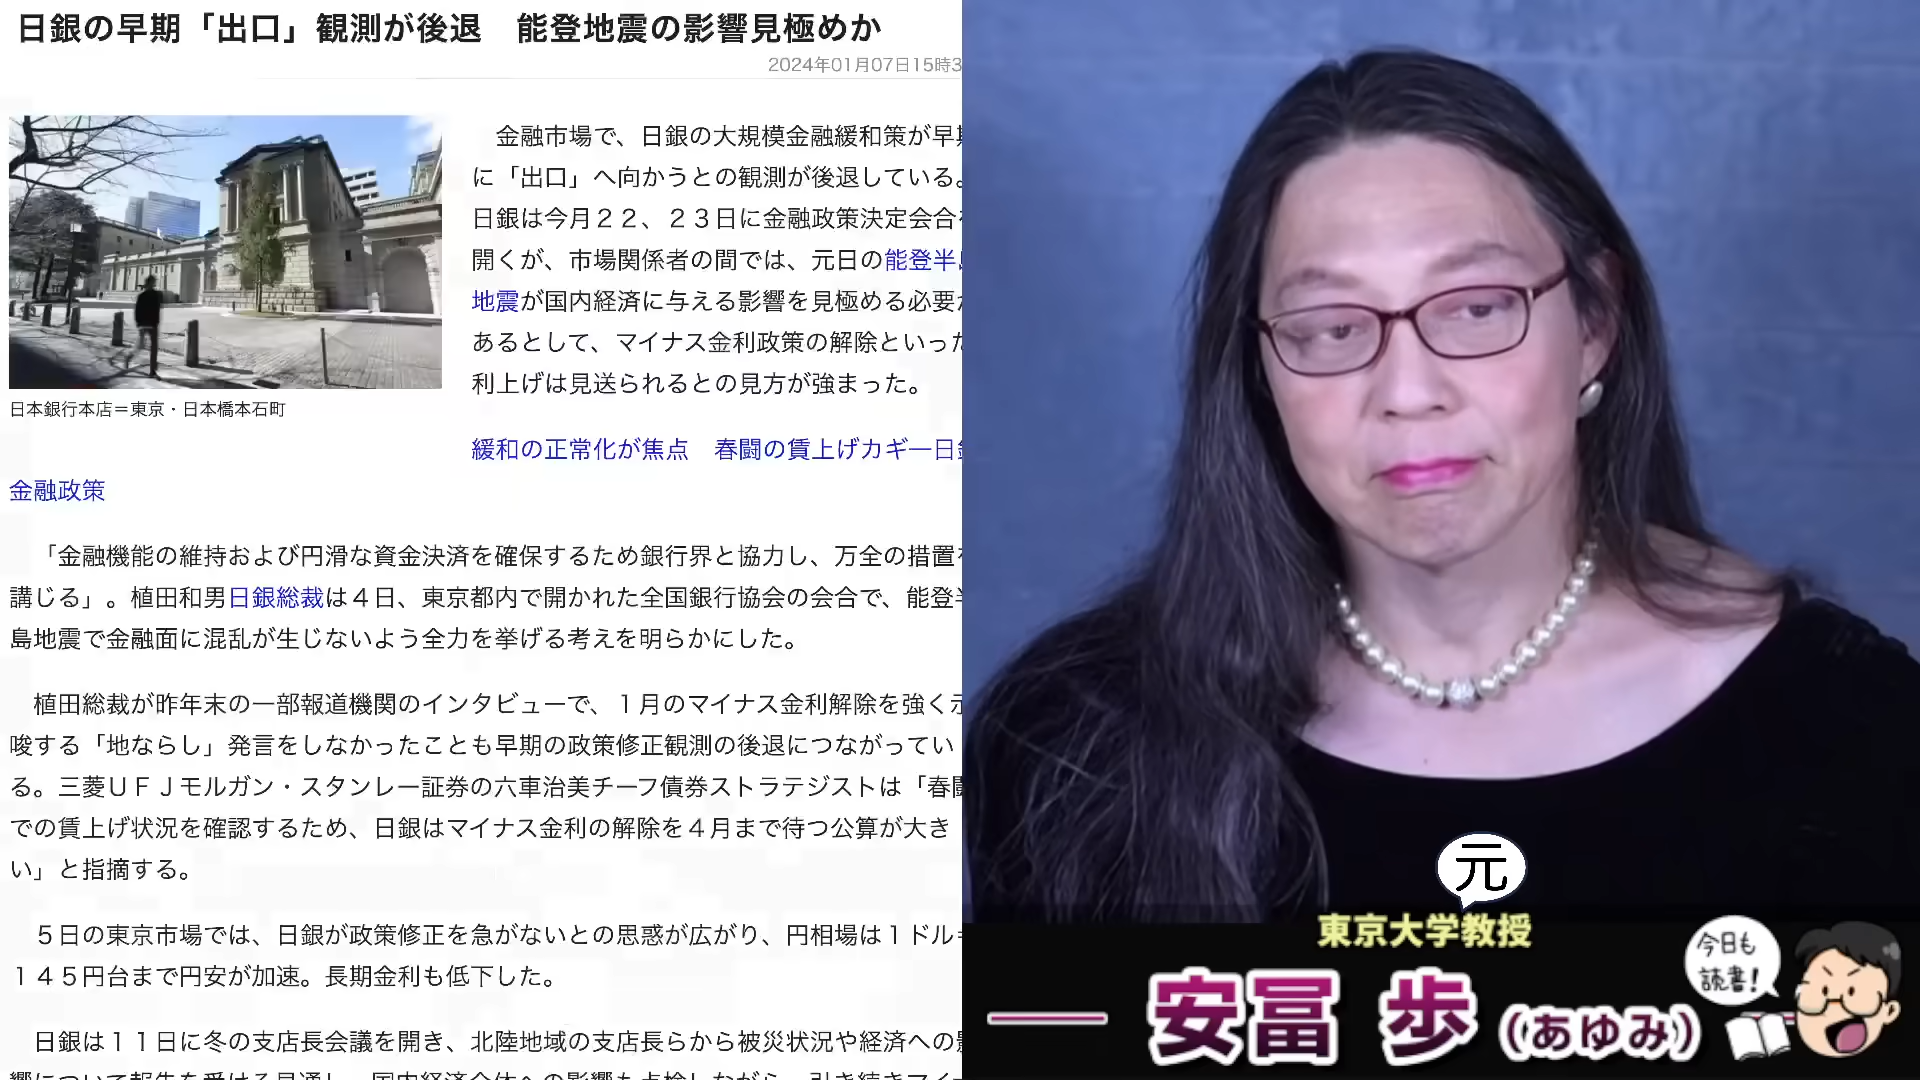 日銀の早期「出口」観測が後退　能登地震の影響見極めか
2024年01月07日15時3
金融市場で、日銀の大規模金融緩和策が早期
に「出口」へ向かうとの観測が後退している。
日銀は今月２２、２３日に金融政策決定会合を
開くが、市場関係者の間では、元日の能登半島
地震が国内経済に与える影響を見極める必要が
あるとして、マイナス金利政策の解除といった
利上げは見送られるとの見方が強まった。
日本銀行本店＝東京・日本橋本石町
緩和の正常化が焦点　春闘の賃上げカギ―日銀
金融政策
「金融機能の維持および円滑な資金決済を確保するため銀行界と協力し、万全の措置を
講じる」。植田和男日銀総裁は４日、東京都内で開かれた全国銀行協会の会合で、能登半
島地震で金融面に混乱が生じないよう全力を挙げる考えを明らかにした。
植田総裁が昨年末の一部報道機関のインタビューで、１月のマイナス金利解除を強く示
唆する「地ならし」発言をしなかったことも早期の政策修正観測の後退につながってい
る。三菱ＵＦＪモルガン・スタンレー証券の六車治美チーフ債券ストラテジストは「春闘
での賃上げ状況を確認するため、日銀はマイナス金利の解除を４月まで待つ公算が大き
い」と指摘する。
５日の東京市場では、日銀が政策修正を急がないとの思惑が広がり、円相場は１ドル＝
１４５円台まで円安が加速。長期金利も低下した。
日銀は１１日に冬の支店長会議を開き、北陸地域の支店長らから被災状況や経済への影
元
東京大学教授
安冨 歩 (あゆみ)
今日も
読書!